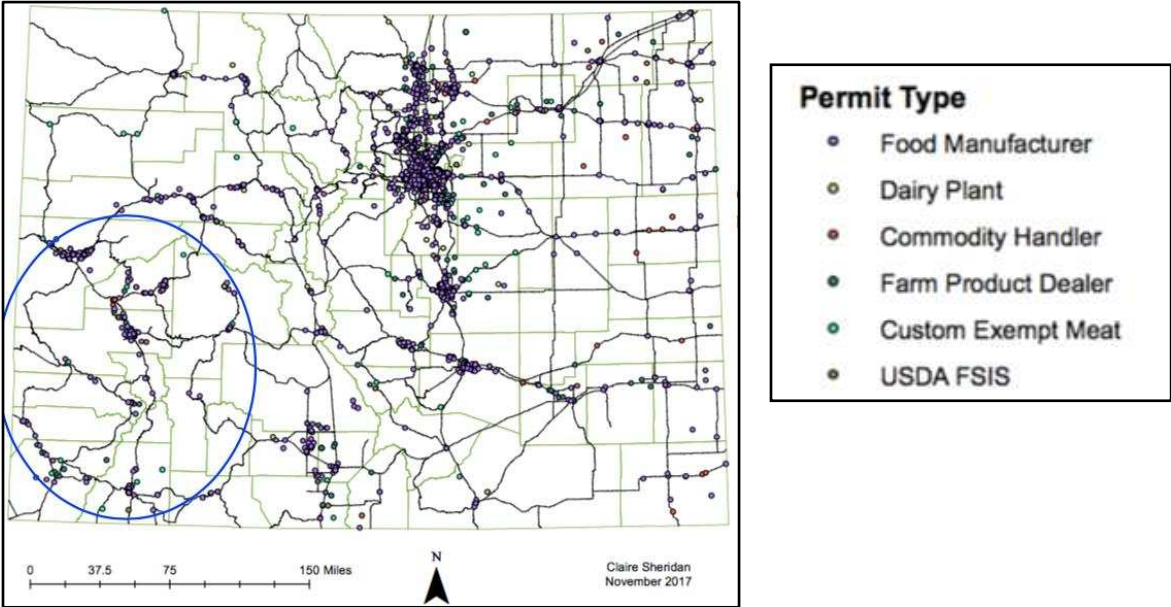 Permit Type
Food Manufacturer
Dairy Plant
Commodity Handler
Farm Product Dealer
Custom Exempt Meat
USDA FSIS
0 37.5 75 150 Miles
N
Claire Sheridan
November 2017